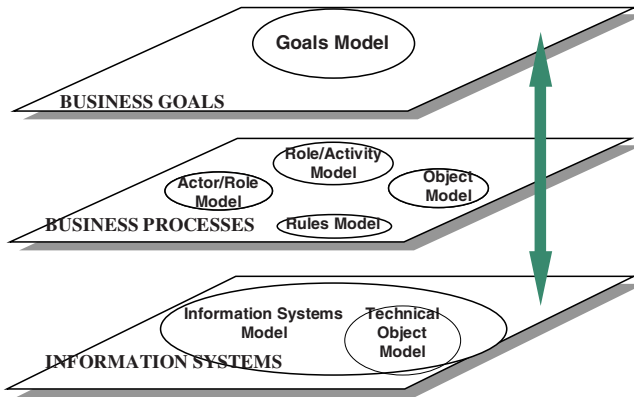 Goals Model
BUSINESS GOALS
Role/Activity
Model
Actor/Role
Model
Object
Model
Rules Model
BUSINESS PROCESSES
Information Systems
Model
Technical
Object
Model
INFORMATION SYSTEMS